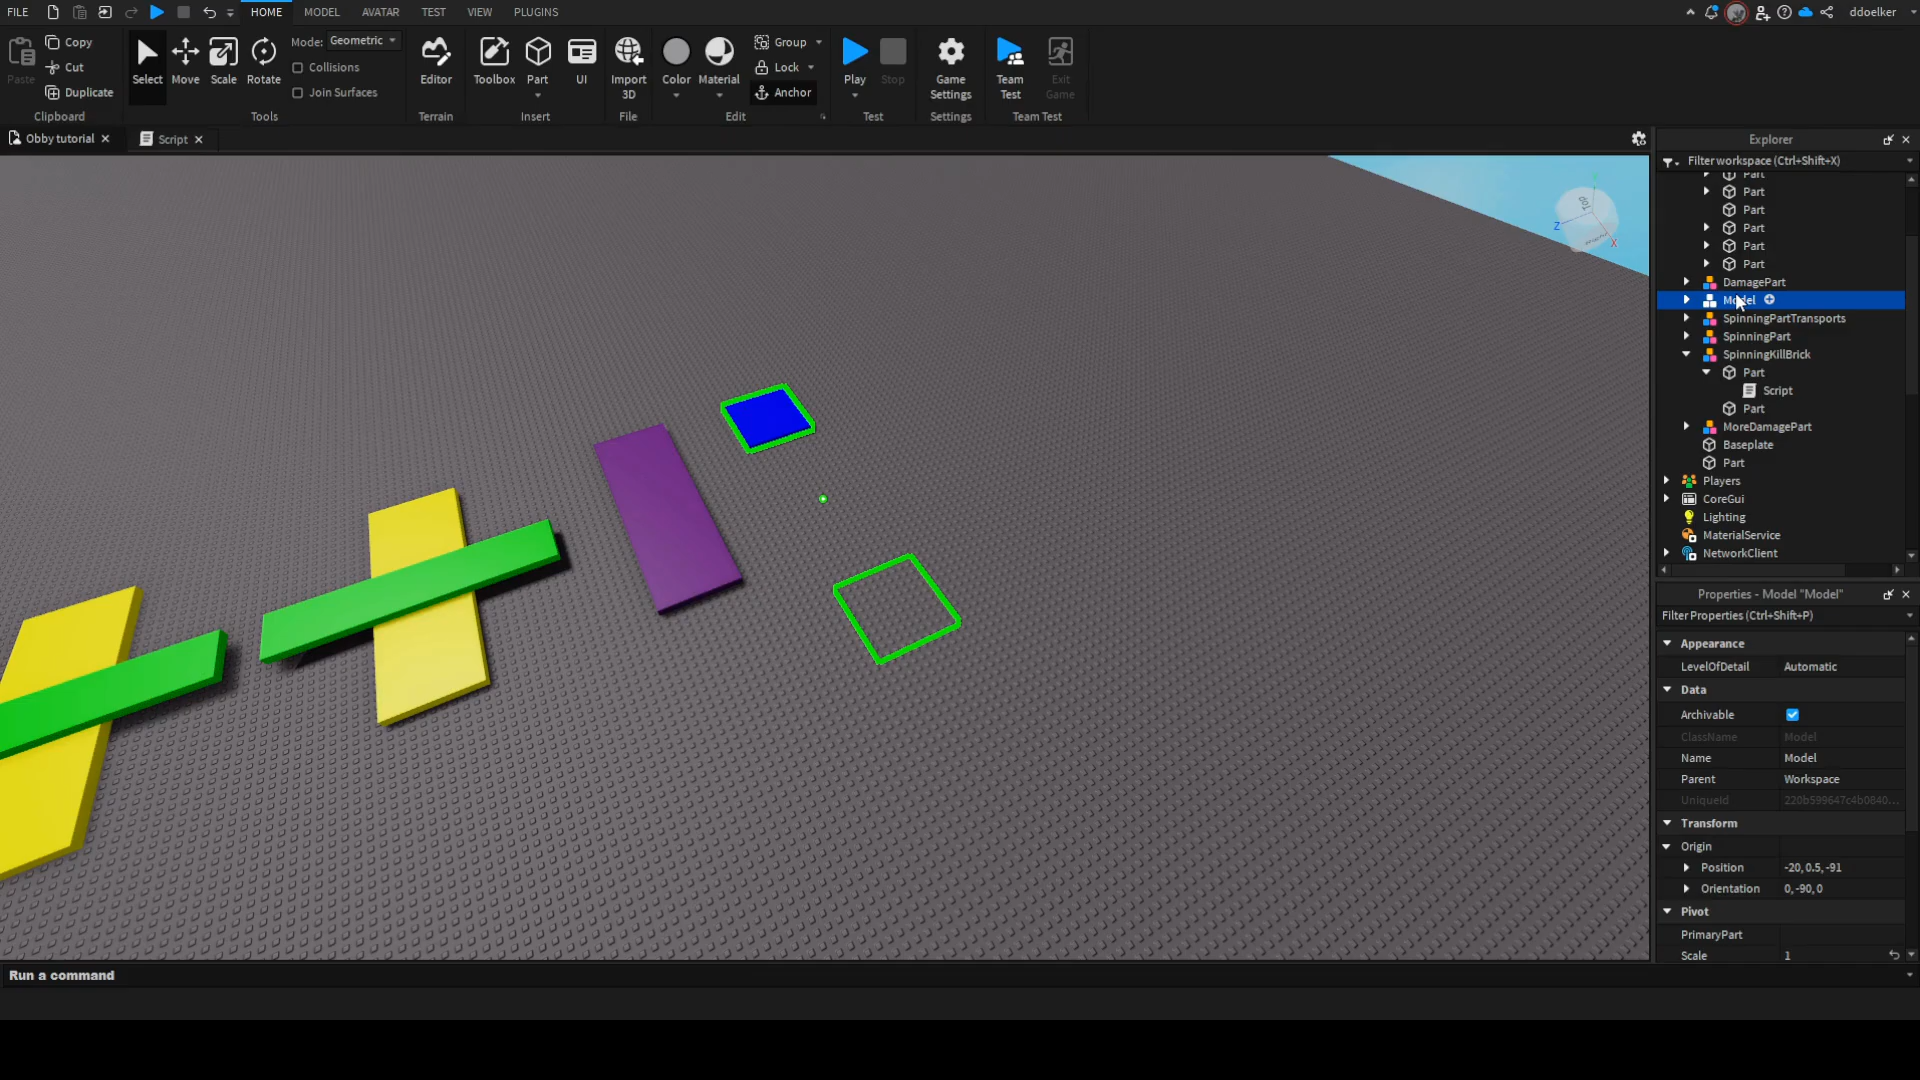 FILE HOME MODEL AVATAR TEST VIEW PLUGINS ddoelker
Copy Mode: Geometric Group
Cut Collisions Lock
Paste Duplicate Select Move Scale Rotate Join Surfaces Editor Toolbox Part UI Import 3D Color Material Anchor Play Stop Game Settings Team Test Exit Game
Clipboard Tools Terrain Insert File Edit Test Settings Team Test
Obby tutorial Script Explorer
Filter workspace (Ctrl+Shift+X)
Part
Part
Part
Part
Part
Part
DamagePart
Model
SpinningPartTransports
SpinningPart
SpinningKillBrick
Part
Script
Part
MoreDamagePart
Baseplate
Part
Players
CoreGui
Lighting
MaterialService
NetworkClient
Properties - Model "Model"
Filter Properties (Ctrl+Shift+P)
Appearance
LevelOfDetail Automatic
Data
Archivable
ClassName Model
Name Model
Parent Workspace
UniqueId 220b599647c4b0840...
Transform
Origin
Position -20, 0.5, -91
Orientation 0, -90, 0
Pivot
PrimaryPart
Scale 1
Run a command
Z
X